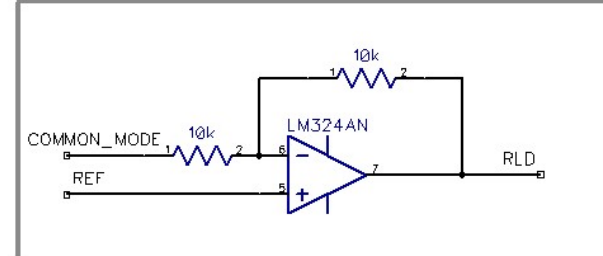 10k
1 2
10k
LM324AN
COMMON_MODE
1 2
6
-
7
RLD
REF
5
+